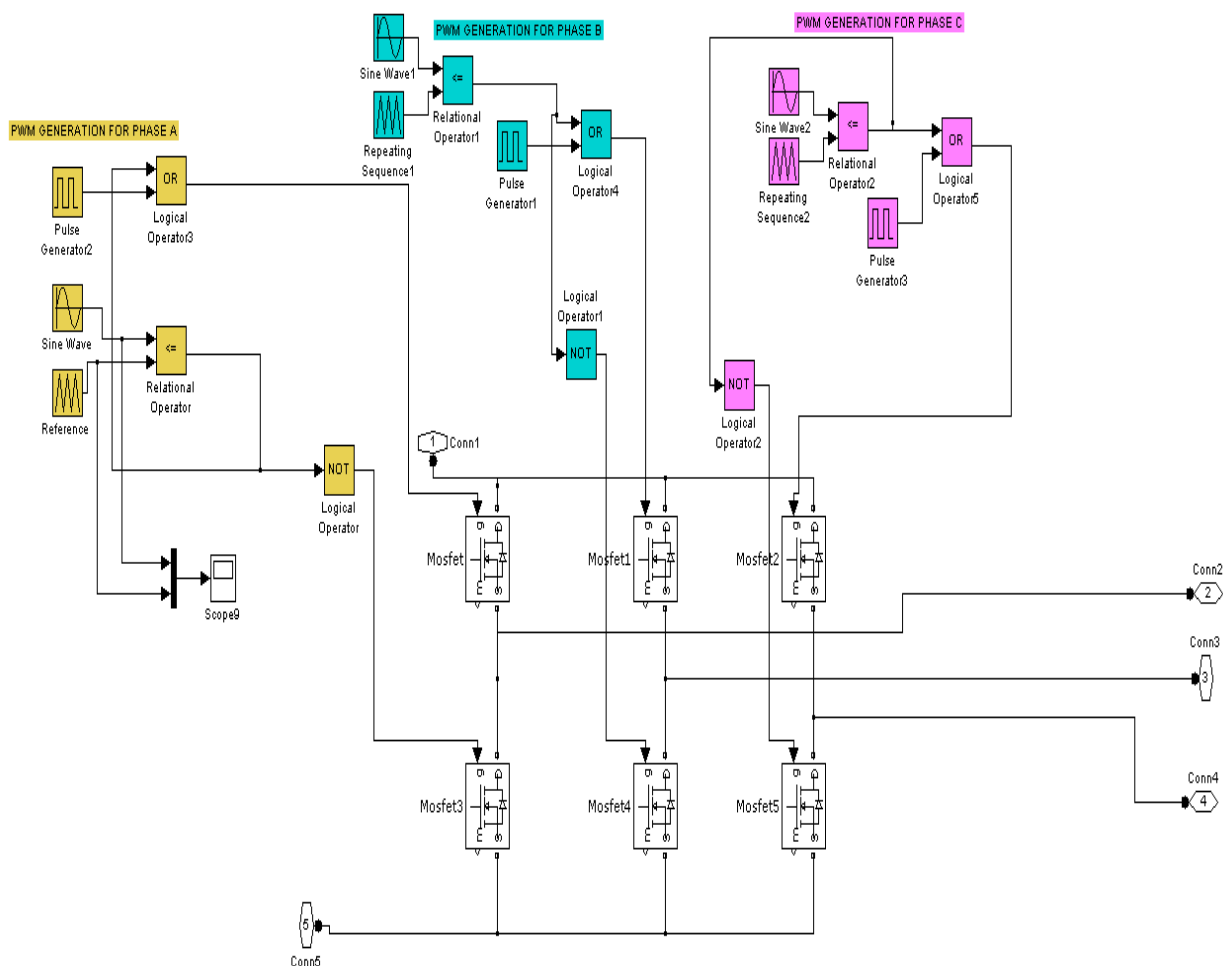 PWM GENERATION FOR PHASE A
OR
Pulse
Generator2
Logical
Operator3
Sine Wave
<=
Relational
Operator
Reference
NOT
Logical
Operator
Scope9
PWM GENERATION FOR PHASE B
Sine Wave1
<=
Relational
Operator1
Repeating
Sequence1
OR
Pulse
Generator1
Logical
Operator4
Logical
Operator1
NOT
PWM GENERATION FOR PHASE C
Sine Wave2
<=
Relational
Operator2
Repeating
Sequence2
OR
Logical
Operator5
Pulse
Generator3
NOT
Logical
Operator2
1
Conn1
Mosfet
g
D
m
S
Mosfet1
g
D
m
S
Mosfet2
g
D
m
S
Conn2
2
Conn3
3
Mosfet3
g
D
m
S
Mosfet4
g
D
m
S
Mosfet5
g
D
m
S
Conn4
4
5
Conn5